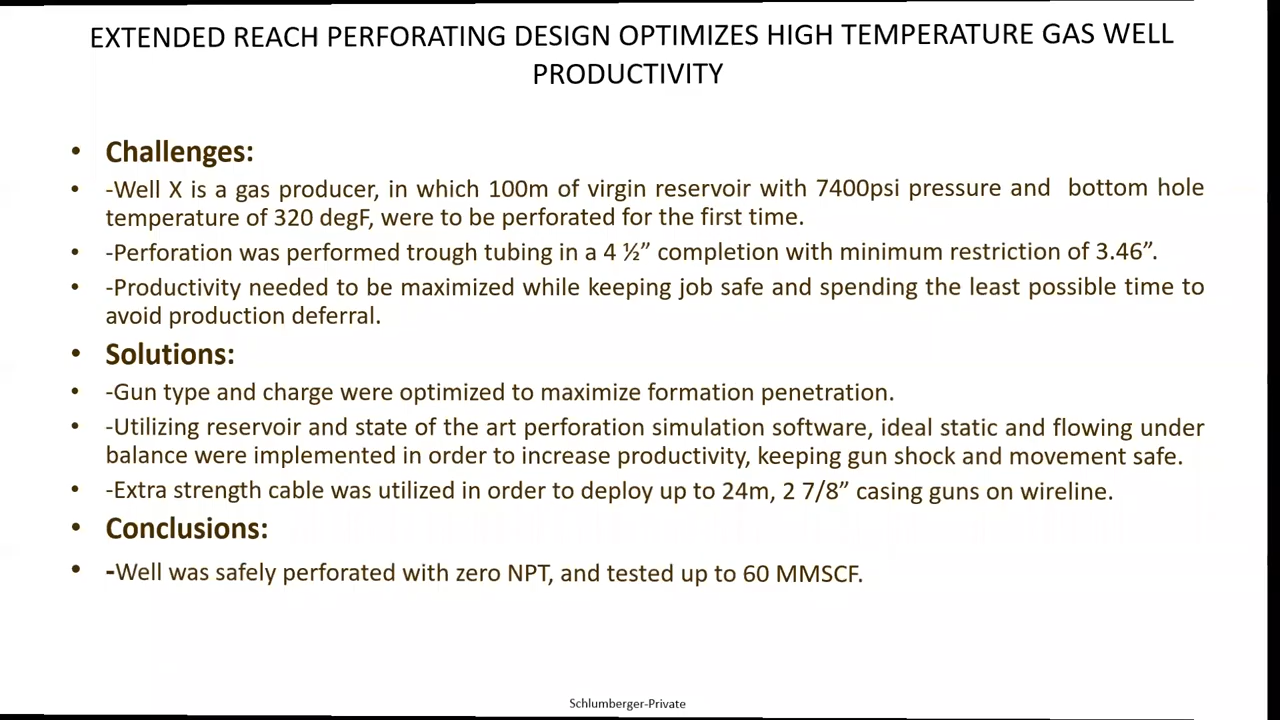 EXTENDED REACH PERFORATING DESIGN OPTIMIZES HIGH TEMPERATURE GAS WELL
PRODUCTIVITY
• Challenges:
• -Well X is a gas producer, in which 100m of virgin reservoir with 7400psi pressure and bottom hole
temperature of 320 degF, were to be perforated for the first time.
• -Perforation was performed trough tubing in a 4 ½” completion with minimum restriction of 3.46”.
• -Productivity needed to be maximized while keeping job safe and spending the least possible time to
avoid production deferral.
• Solutions:
• -Gun type and charge were optimized to maximize formation penetration.
• -Utilizing reservoir and state of the art perforation simulation software, ideal static and flowing under
balance were implemented in order to increase productivity, keeping gun shock and movement safe.
• -Extra strength cable was utilized in order to deploy up to 24m, 2 7/8” casing guns on wireline.
• Conclusions:
• -Well was safely perforated with zero NPT, and tested up to 60 MMSCF.
Schlumberger-Private